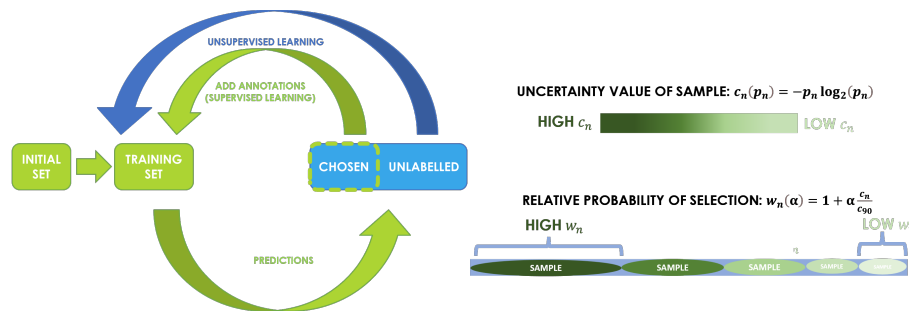 UNSUPERVISED LEARNING
ADD ANNOTATIONS
(SUPERVISED LEARNING)
INITIAL
SET
TRAINING
SET
CHOSEN
UNLABELLED
PREDICTIONS
UNCERTAINTY VALUE OF SAMPLE: cₙ(pₙ) = −pₙ log₂(pₙ)
HIGH cₙ
LOW cₙ
RELATIVE PROBABILITY OF SELECTION: wₙ(α) = 1 + α cₙ/c₉₀
HIGH wₙ
LOW w
n
SAMPLE
SAMPLE
SAMPLE
SAMPLE
SAMPLE